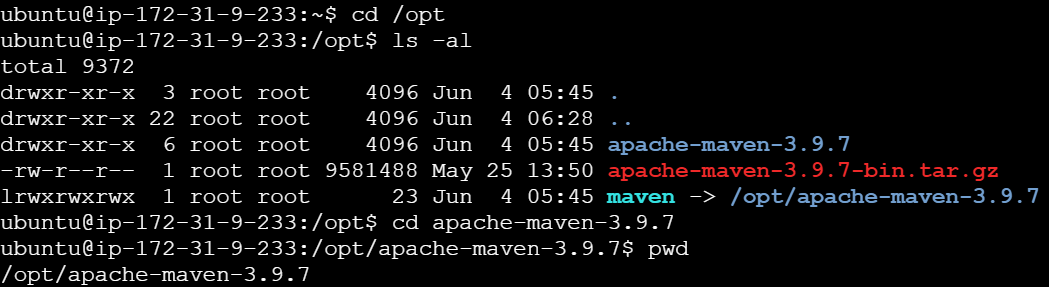 ubuntu@ip-172-31-9-233:~$ cd /opt
ubuntu@ip-172-31-9-233:/opt$ ls -al
total 9372
drwxr-xr-x  3 root root    4096 Jun  4 05:45 .
drwxr-xr-x 22 root root    4096 Jun  4 06:28 ..
drwxr-xr-x  6 root root    4096 Jun  4 05:45 apache-maven-3.9.7
-rw-r--r--  1 root root 9581488 May 25 13:50 apache-maven-3.9.7-bin.tar.gz
lrwxrwxrwx  1 root root      23 Jun  4 05:45 maven -> /opt/apache-maven-3.9.7
ubuntu@ip-172-31-9-233:/opt$ cd apache-maven-3.9.7
ubuntu@ip-172-31-9-233:/opt/apache-maven-3.9.7$ pwd
/opt/apache-maven-3.9.7